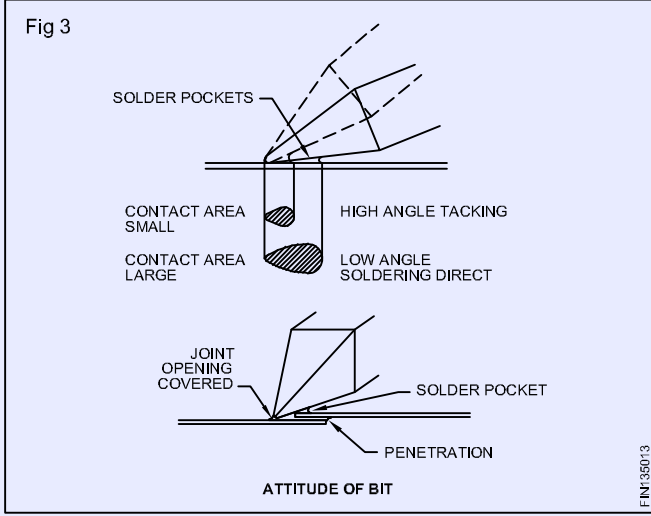 Fig 3
SOLDER POCKETS
CONTACT AREA
SMALL
HIGH ANGLE TACKING
CONTACT AREA
LARGE
LOW ANGLE
SOLDERING DIRECT
JOINT
OPENING
COVERED
SOLDER POCKET
PENETRATION
ATTITUDE OF BIT
FIN135013